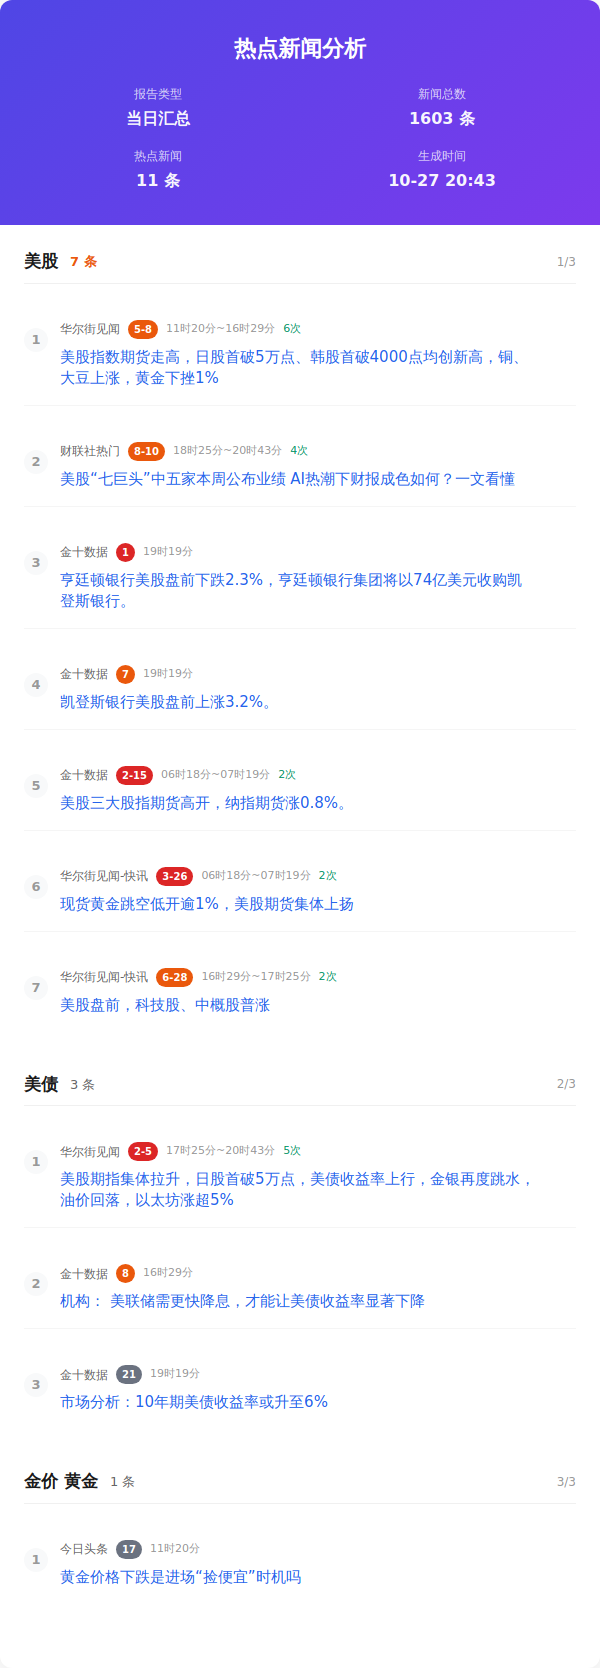 热点新闻分析
报告类型
新闻总数
当日汇总
1603 条
热点新闻
生成时间
11 条
10-27 20:43
美股 7 条 1/3
1 华尔街见闻 5-8 11时20分~16时29分 6次
美股指数期货走高，日股首破5万点、韩股首破4000点均创新高，铜、
大豆上涨，黄金下挫1%
2 财联社热门 8-10 18时25分~20时43分 4次
美股“七巨头”中五家本周公布业绩 AI热潮下财报成色如何？一文看懂
3 金十数据 1 19时19分
亨廷顿银行美股盘前下跌2.3%，亨廷顿银行集团将以74亿美元收购凯
登斯银行。
4 金十数据 7 19时19分
凯登斯银行美股盘前上涨3.2%。
5 金十数据 2-15 06时18分~07时19分 2次
美股三大股指期货高开，纳指期货涨0.8%。
6 华尔街见闻-快讯 3-26 06时18分~07时19分 2次
现货黄金跳空低开逾1%，美股期货集体上扬
7 华尔街见闻-快讯 6-28 16时29分~17时25分 2次
美股盘前，科技股、中概股普涨
美债 3 条 2/3
1 华尔街见闻 2-5 17时25分~20时43分 5次
美股期指集体拉升，日股首破5万点，美债收益率上行，金银再度跳水，
油价回落，以太坊涨超5%
2 金十数据 8 16时29分
机构： 美联储需更快降息，才能让美债收益率显著下降
3 金十数据 21 19时19分
市场分析：10年期美债收益率或升至6%
金价 黄金 1 条 3/3
1 今日头条 17 11时20分
黄金价格下跌是进场“捡便宜”时机吗